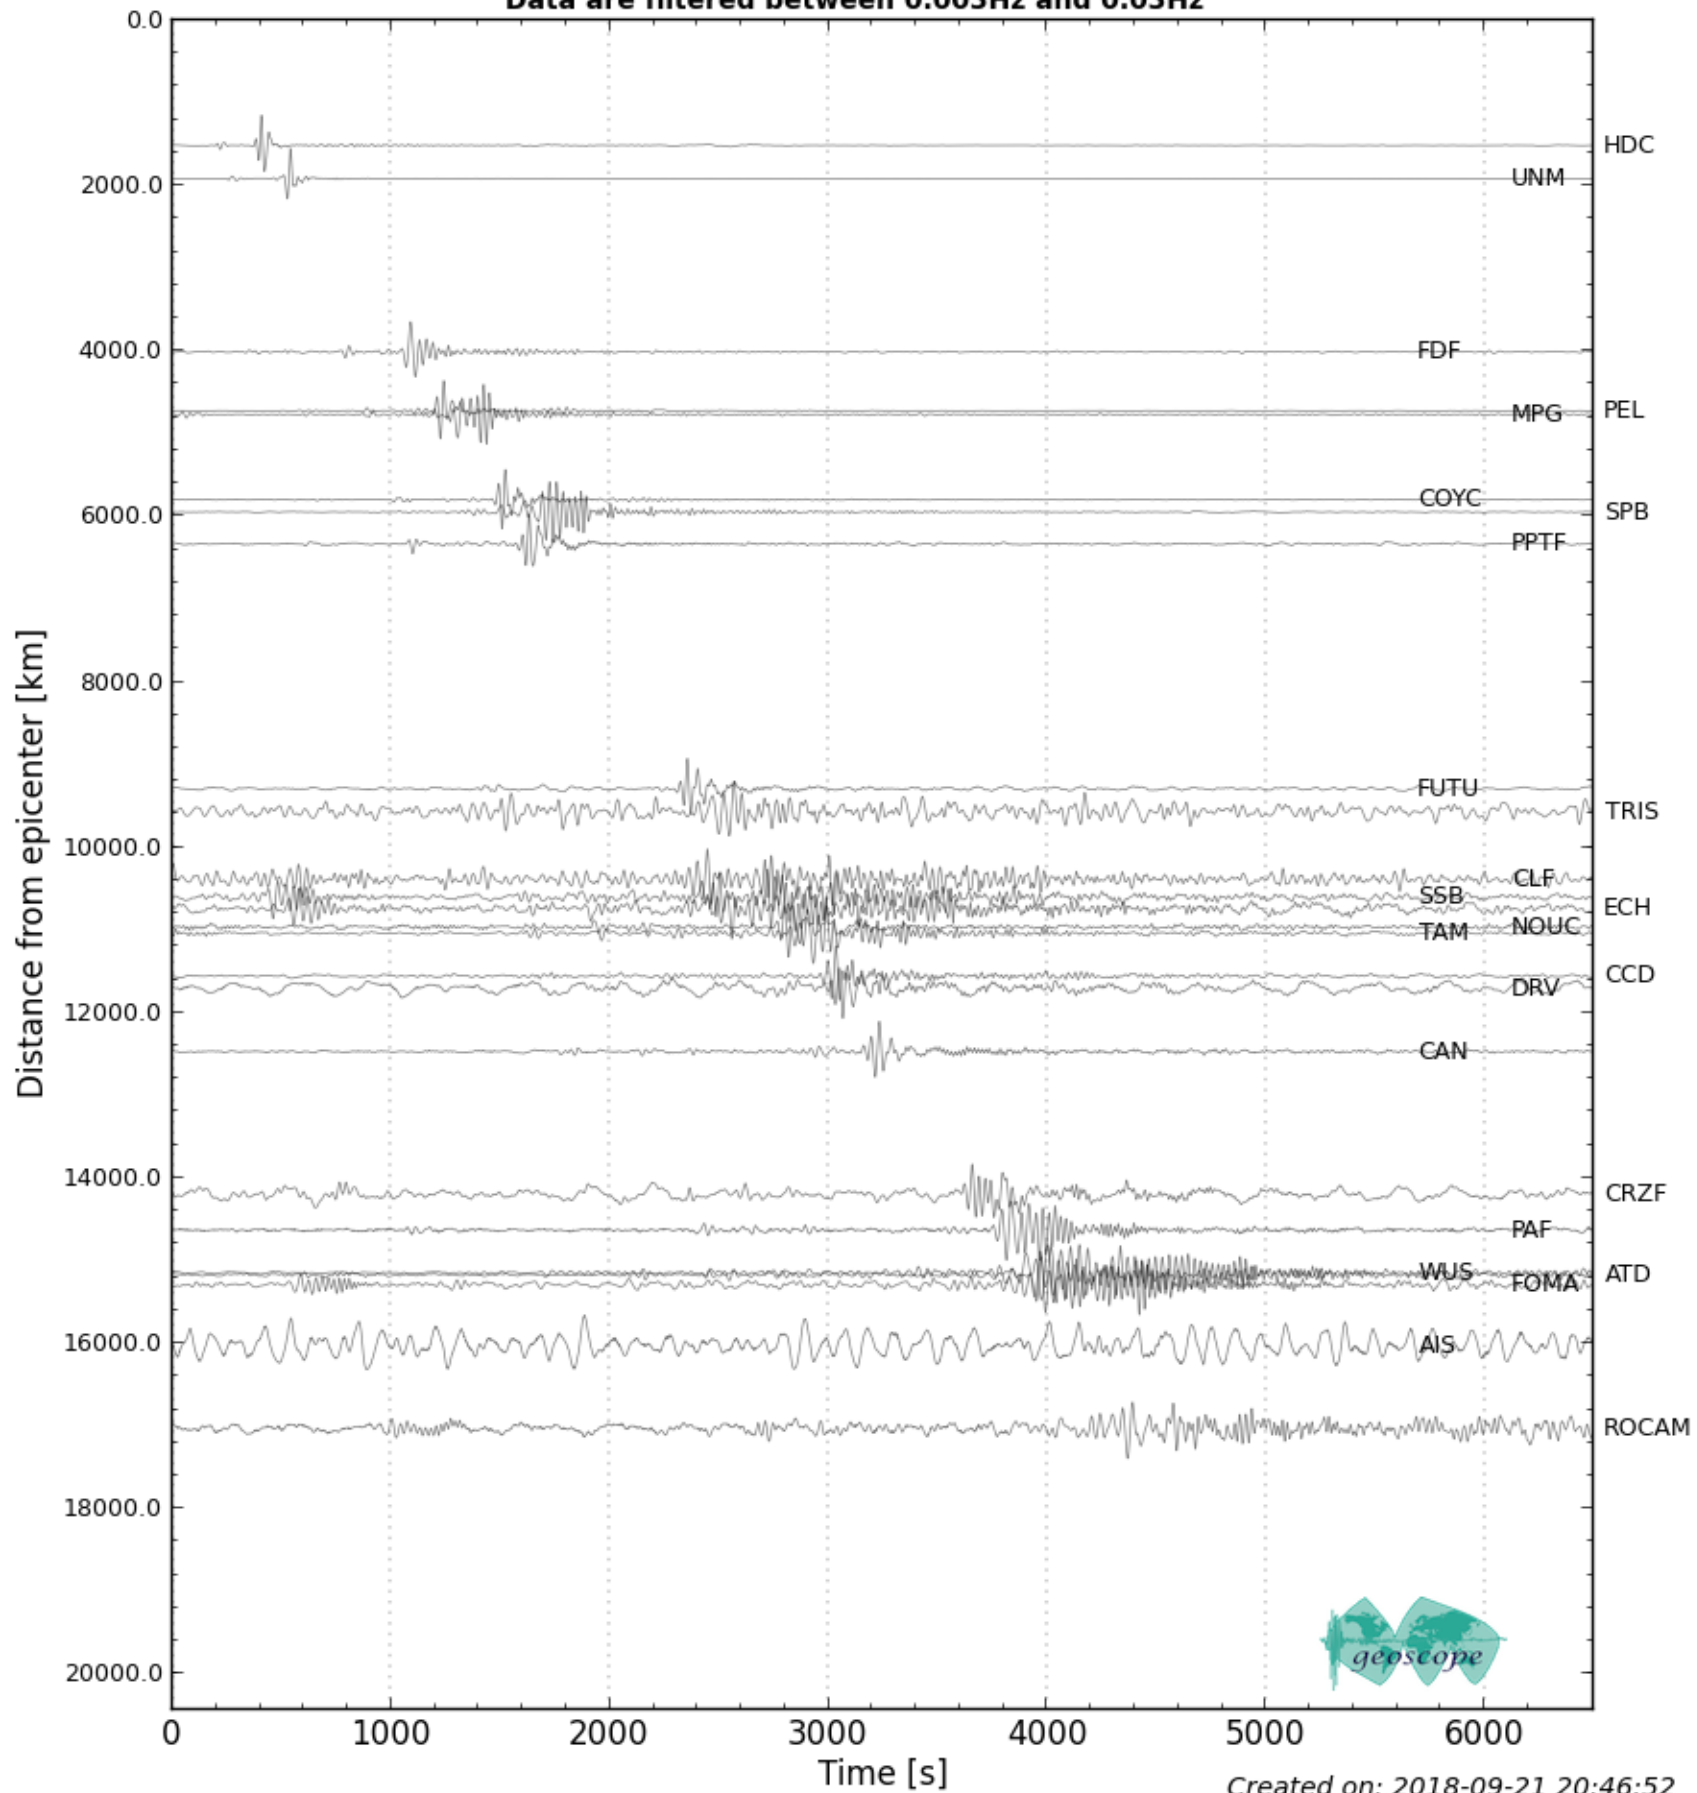 Data are filtered between 0.005Hz and 0.05Hz
0.0
HDC
2000.0
UNM
4000.0
FDF
PEL
MPG
COYC
6000.0
SPB
PPTF
8000.0
FUTU
TRIS
10000.0
CLF
SSB
ECH
NOUC
TAM
CCD
DRV
12000.0
CAN
14000.0
CRZF
PAF
WUS
ATD
FOMA
16000.0
AIS
ROCAM
18000.0
20000.0
Distance from epicenter [km]
geoscope
0 1000 2000 3000 4000 5000 6000
Time [s]
Created on: 2018-09-21 20:46:52